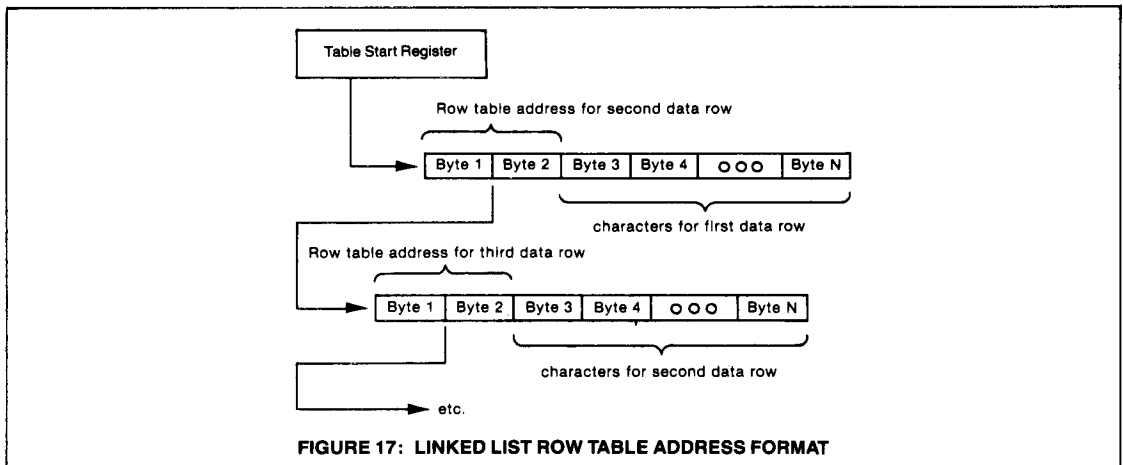 Table Start Register
Row table address for second data row
Byte 1 Byte 2 Byte 3 Byte 4 ooo Byte N
characters for first data row
Row table address for third data row
Byte 1 Byte 2 Byte 3 Byte 4 ooo Byte N
characters for second data row
etc.
FIGURE 17: LINKED LIST ROW TABLE ADDRESS FORMAT